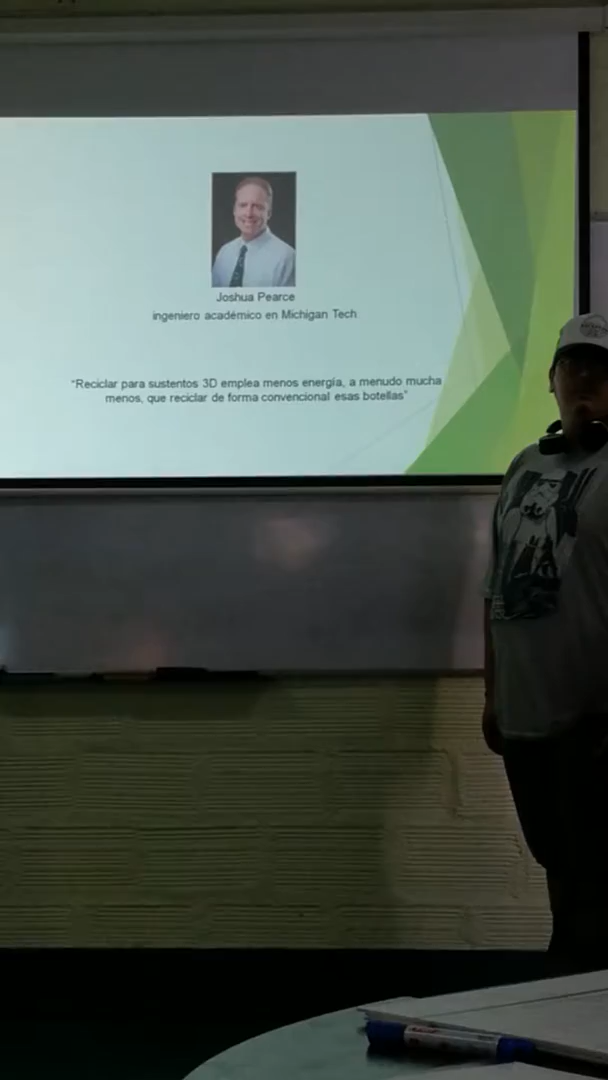 Joshua Pearce
ingeniero académico en Michigan Tech
“Reciclar para sustentos 3D emplea menos energía, a menudo mucha
menos, que reciclar de forma convencional esas botellas”